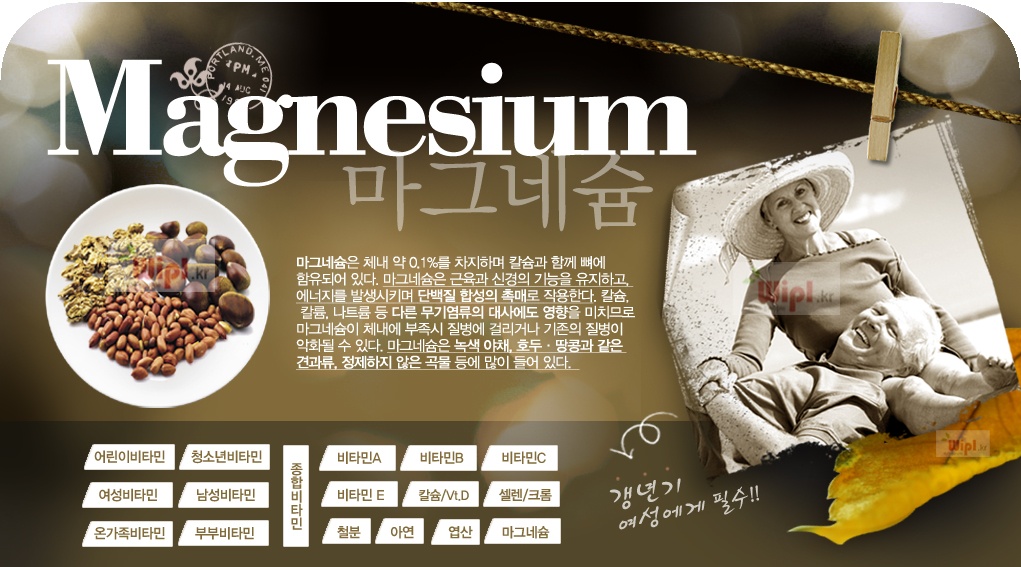 PORTLAND, ME 041
PM
14 AUG
Magnesium
마그네슘
마그네슘은 체내 약 0.1%를 차지하며 칼슘과 함께 뼈에
함유되어 있다. 마그네슘은 근육과 신경의 기능을 유지하고,
에너지를 발생시키며 단백질 합성의 촉매로 작용한다. 칼슘,
칼륨, 나트륨 등 다른 무기염류의 대사에도 영향을 미치므로
마그네슘이 체내에 부족시 질병에 걸리거나 기존의 질병이
악화될 수 있다. 마그네슘은 녹색 야채, 호두 · 땅콩과 같은
견과류, 정제하지 않은 곡물 등에 많이 들어 있다.
Wipl.kr
Wipl.kr
Wipl.kr
갱년기
여성에게 필수!!
어린이비타민 청소년비타민
여성비타민 남성비타민
온가족비타민 부부비타민
종합비타민
비타민A 비타민B 비타민C
비타민 E 칼슘/Vt.D 셀렌/크롬
철분 아연 엽산 마그네슘